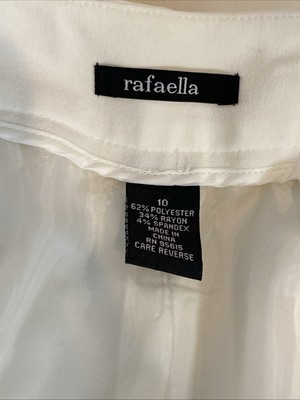 rafaella
10
62% POLYESTER
34% RAYON
4% SPANDEX
MADE IN
CHINA
RN 95615
CARE REVERSE